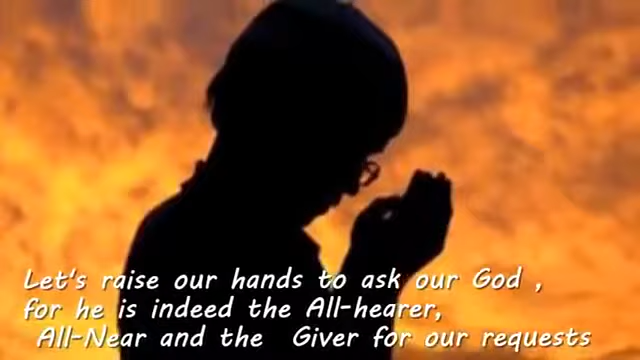 Let's raise our hands to ask our God ,
for he is indeed the All-hearer,
All-Near and the Giver for our requests